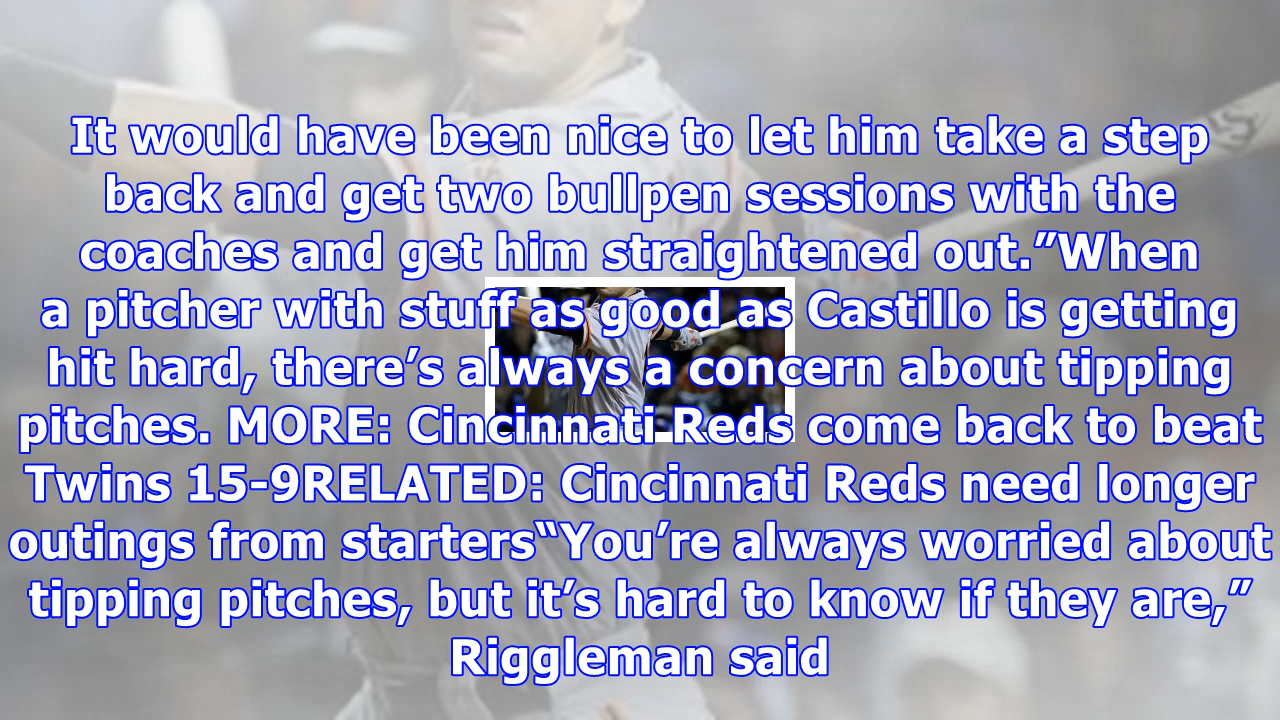 It would have been nice to let him take a step
back and get two bullpen sessions with the
coaches and get him straightened out.”When
a pitcher with stuff as good as Castillo is getting
hit hard, there’s always a concern about tipping
pitches. MORE: Cincinnati Reds come back to beat
Twins 15-9RELATED: Cincinnati Reds need longer
outings from starters“You’re always worried about
tipping pitches, but it’s hard to know if they are,”
Riggleman said